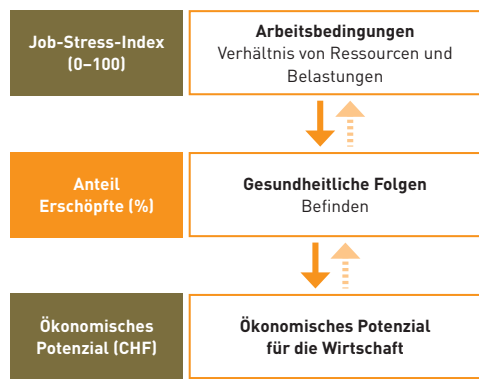 Job-Stress-Index
(0–100)
Arbeitsbedingungen
Verhältnis von Ressourcen und
Belastungen
Anteil
Erschöpfte (%)
Gesundheitliche Folgen
Befinden
Ökonomisches
Potenzial (CHF)
Ökonomisches Potenzial
für die Wirtschaft